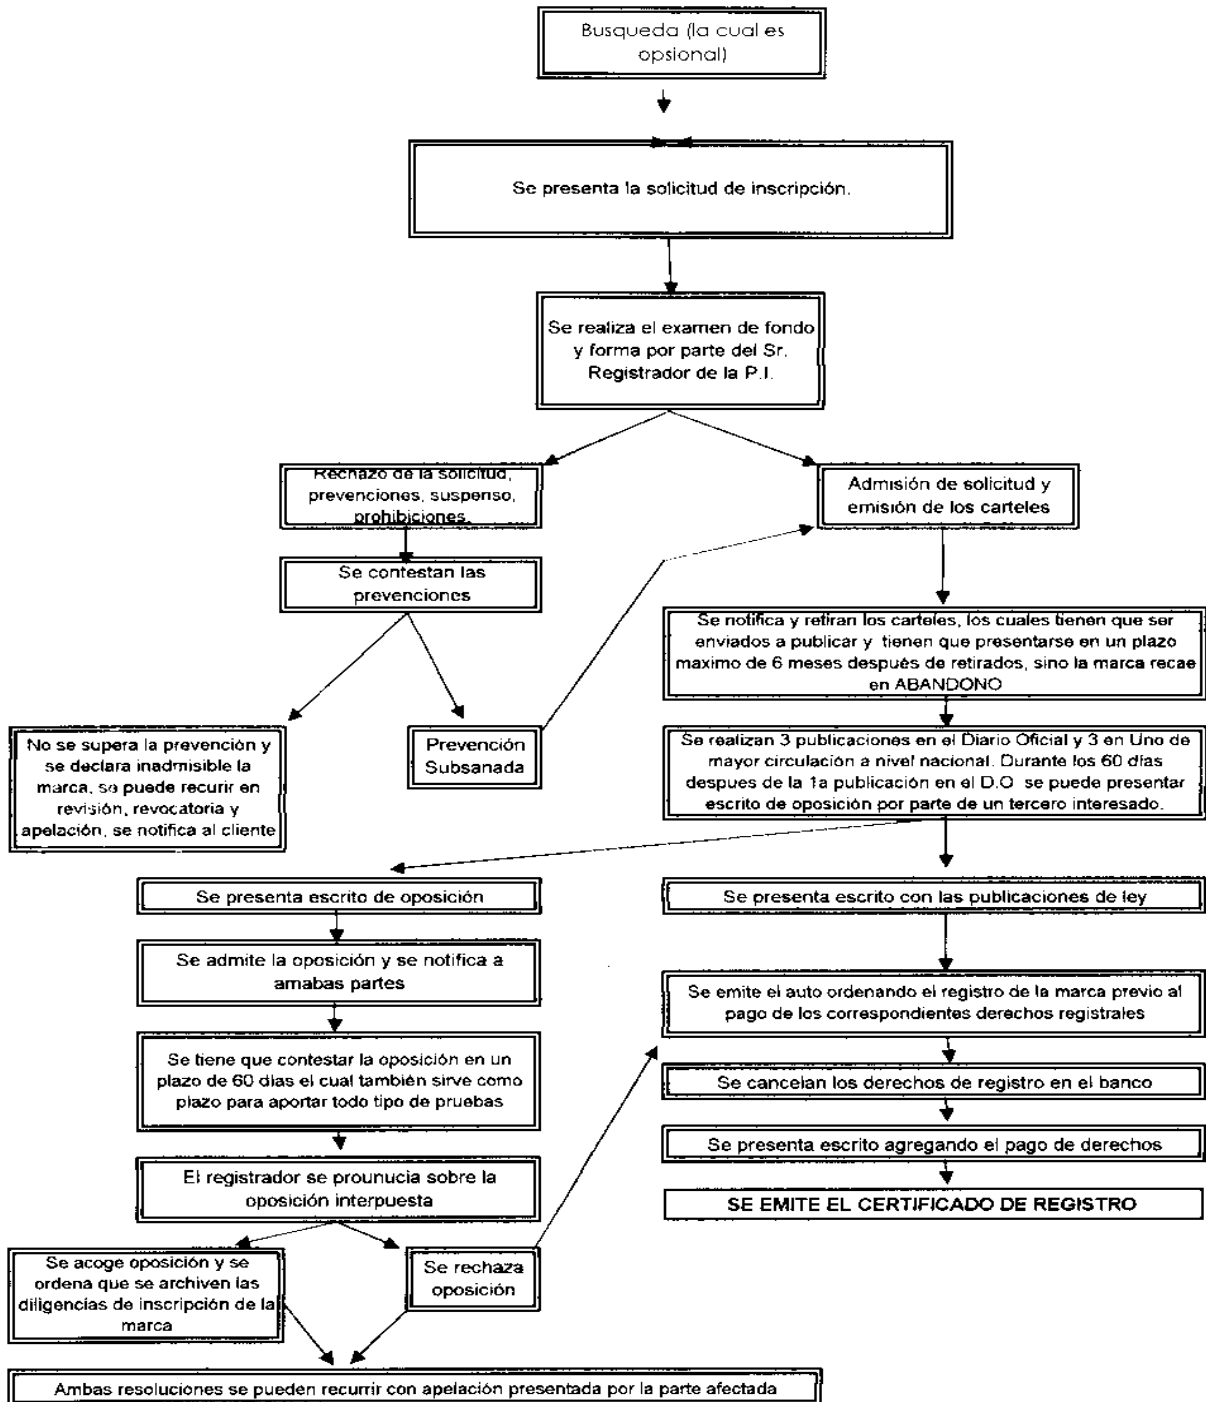 Busqueda (la cual es
opsional)
Se presenta la solicitud de inscripción.
Se realiza el examen de fondo
y forma por parte del Sr.
Registrador de la P.I.
Rechazo de la solicitud,
prevenciones, suspenso,
prohibiciones.
Admisión de solicitud y
emisión de los carteles
Se contestan las
prevenciones
Se notifica y retiran los carteles, los cuales tienen que ser
enviados a publicar y tienen que presentarse en un plazo
maximo de 6 meses después de retirados, sino la marca recae
en ABANDONO
No se supera la prevención y
se declara inadmisible la
marca, se puede recurir en
revisión, revocatoria y
apelación, se notifica al cliente
Prevención
Subsanada
Se realizan 3 publicaciones en el Diario Oficial y 3 en Uno de
mayor circulación a nivel nacional. Durante los 60 días
despues de la 1a publicación en el D.O se puede presentar
escrito de oposición por parte de un tercero interesado.
Se presenta escrito de oposición
Se presenta escrito con las publicaciones de ley
Se admite la oposición y se notifica a
amabas partes
Se emite el auto ordenando el registro de la marca previo al
pago de los correspondientes derechos registrales
Se tiene que contestar la oposición en un
plazo de 60 dias el cual también sirve como
plazo para aportar todo tipo de pruebas
Se cancelan los derechos de registro en el banco
Se presenta escrito agregando el pago de derechos
El registrador se prounucia sobre la
oposición interpuesta
SE EMITE EL CERTIFICADO DE REGISTRO
Se acoge oposición y se
ordena que se archiven las
diligencias de inscripción de la
marca
Se rechaza
oposición
Ambas resoluciones se pueden recurrir con apelación presentada por la parte afectada